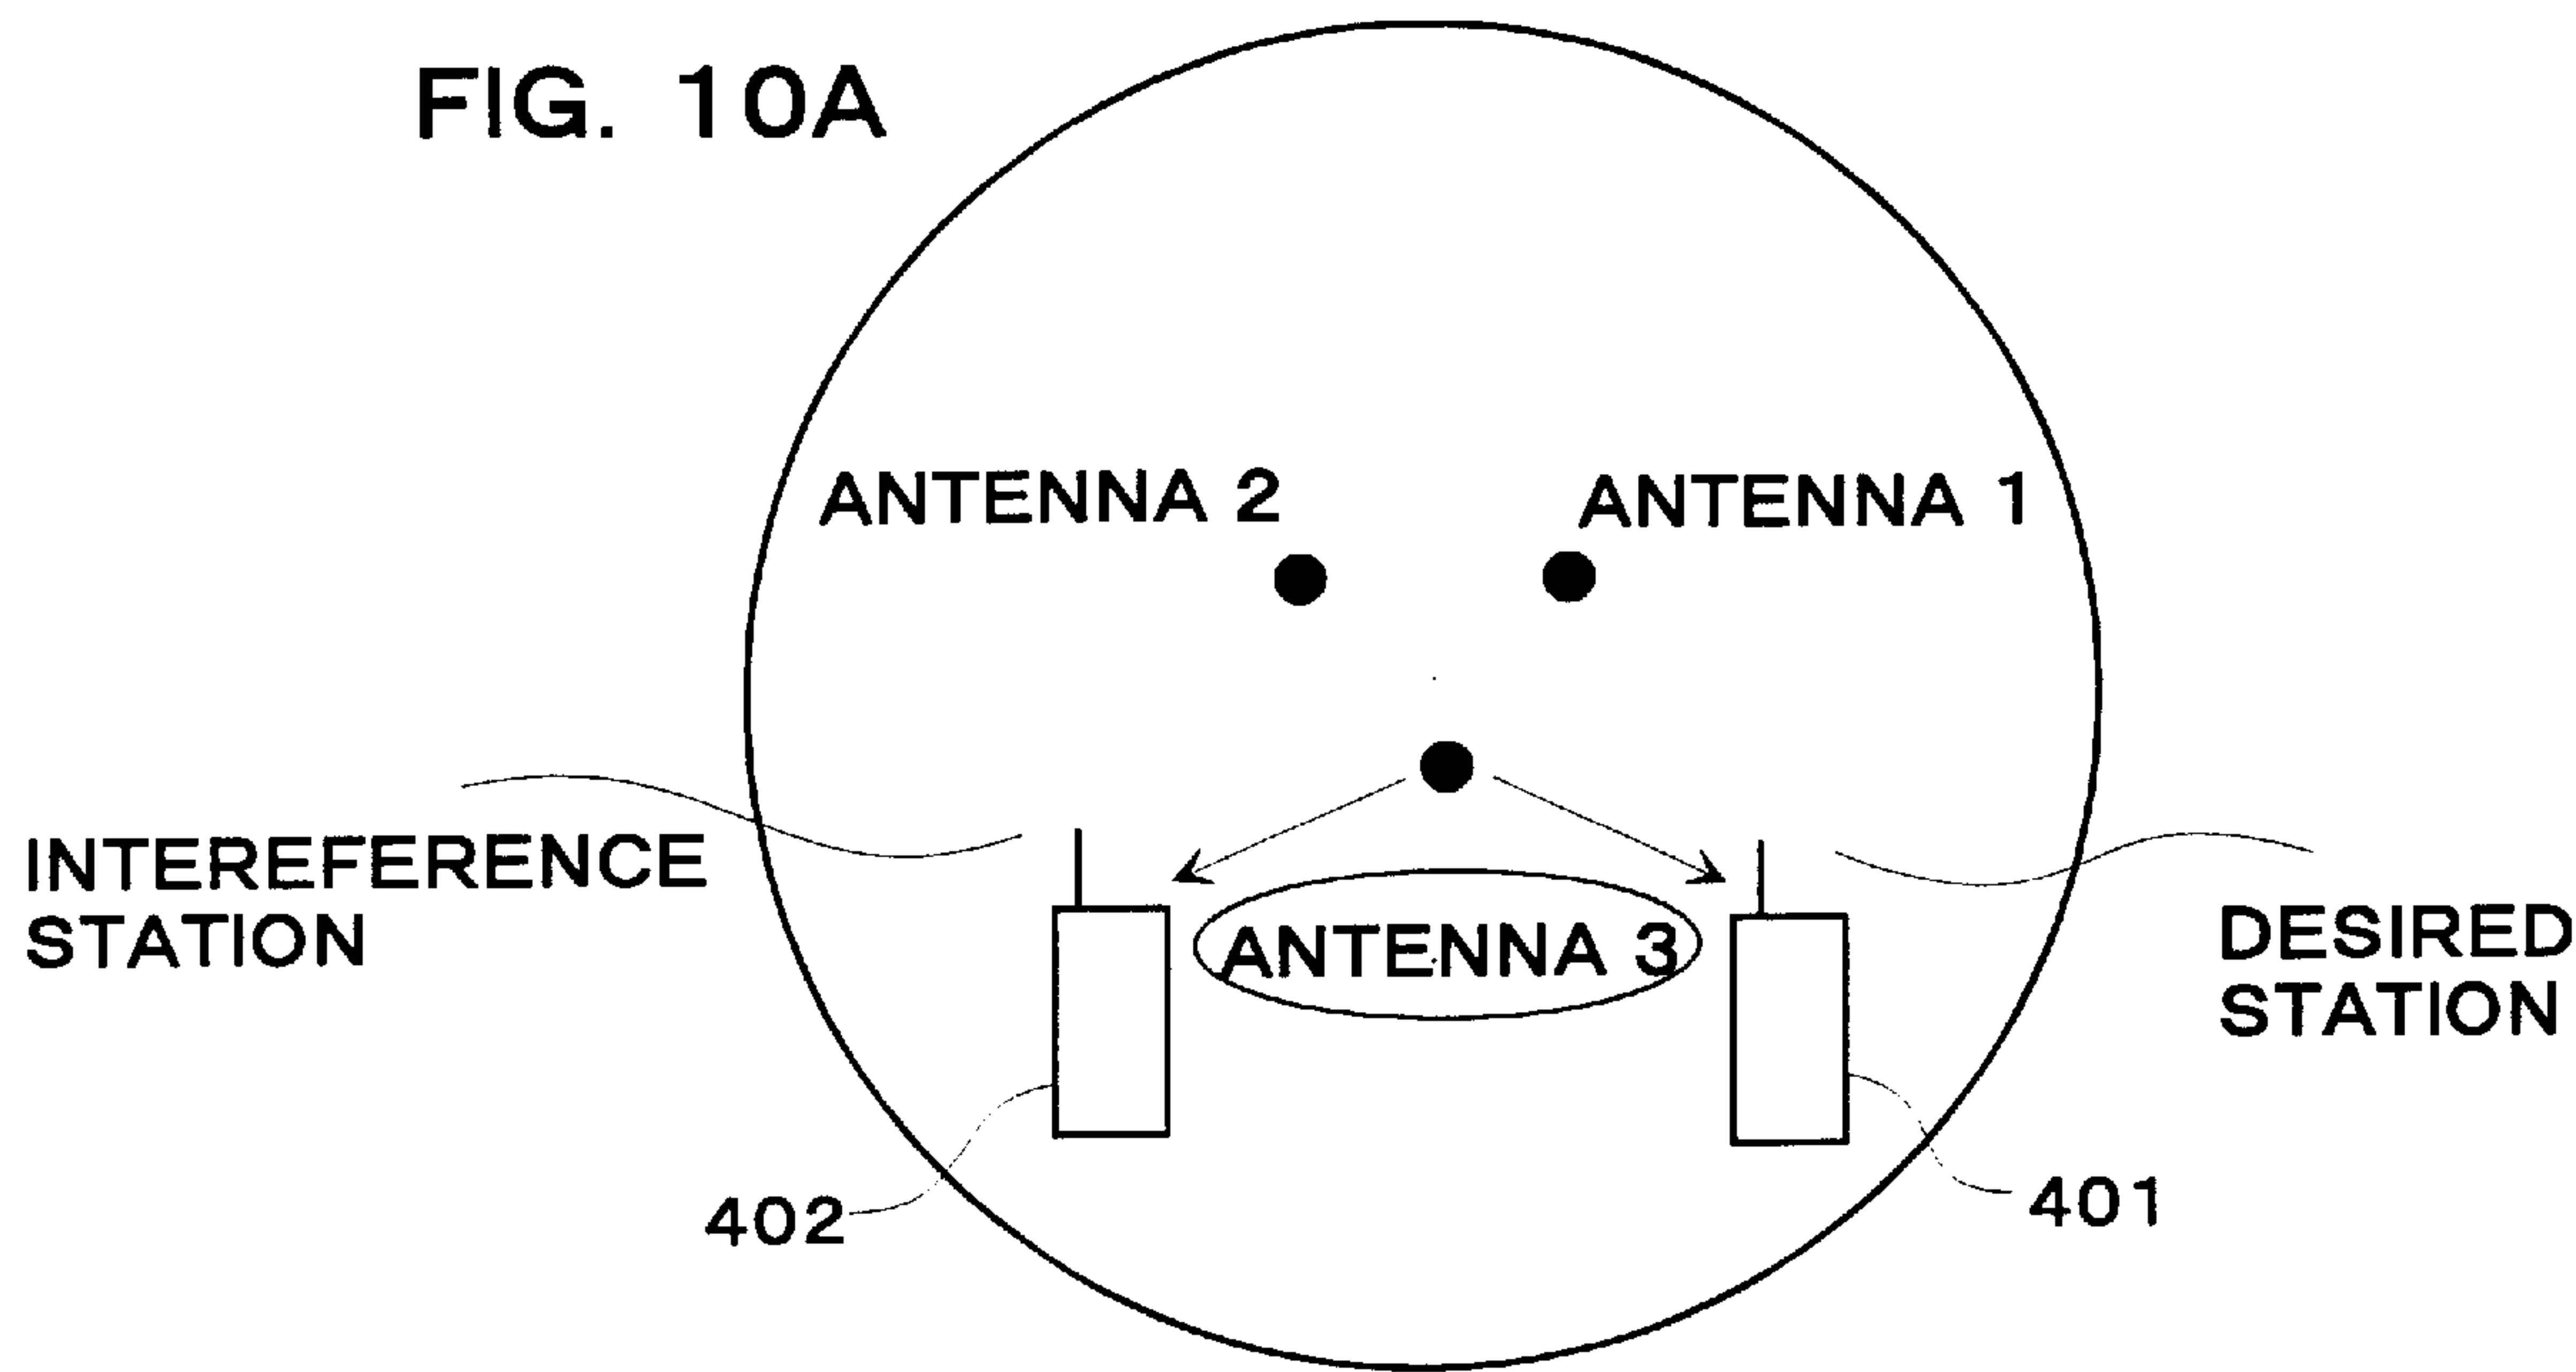 FIG. 10A
ANTENNA 2
ANTENNA 1
INTEREFERENCE
STATION
ANTENNA 3
DESIRED
STATION
402
401